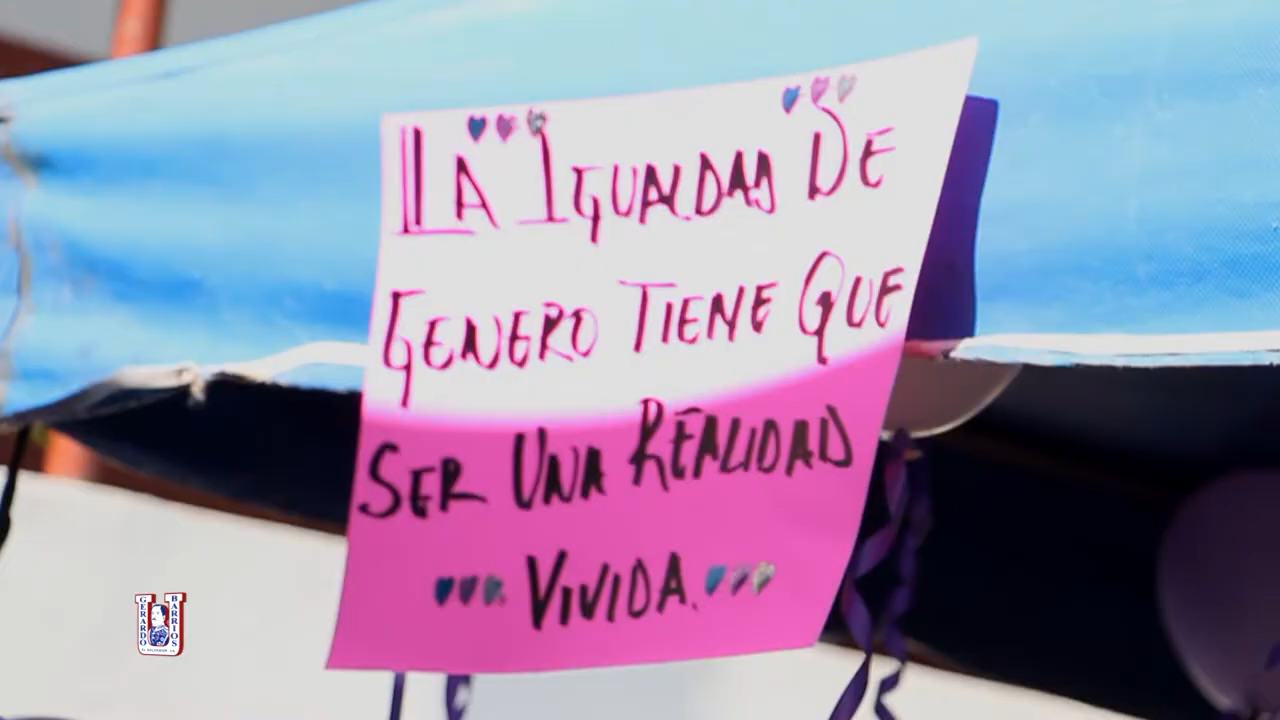 LA IGUALDAD DE
GENERO TIENE QUE
SER UNA REALIDAD
VIVIDA.
GERARDO
BARRIOS